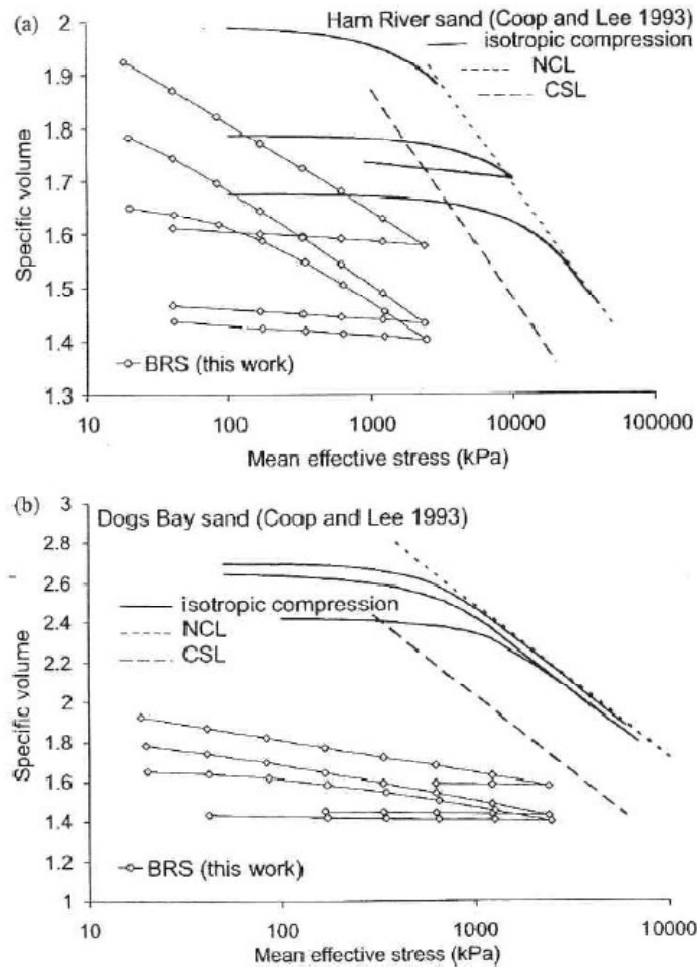 (a)
Ham River sand (Coop and Lee 1993)
isotropic compression
NCL
CSL
2
1.9
1.8
1.7
1.6
1.5
1.4
1.3
Specific volume
BRS (this work)
10
100
1000
10000
100000
Mean effective stress (kPa)
(b)
Dogs Bay sand (Coop and Lee 1993)
isotropic compression
NCL
CSL
3
2.8
2.6
2.4
2.2
2
1.8
1.6
1.4
1.2
1
Specific volume
BRS (this work)
10
100
1000
10000
Mean effective stress (kPa)